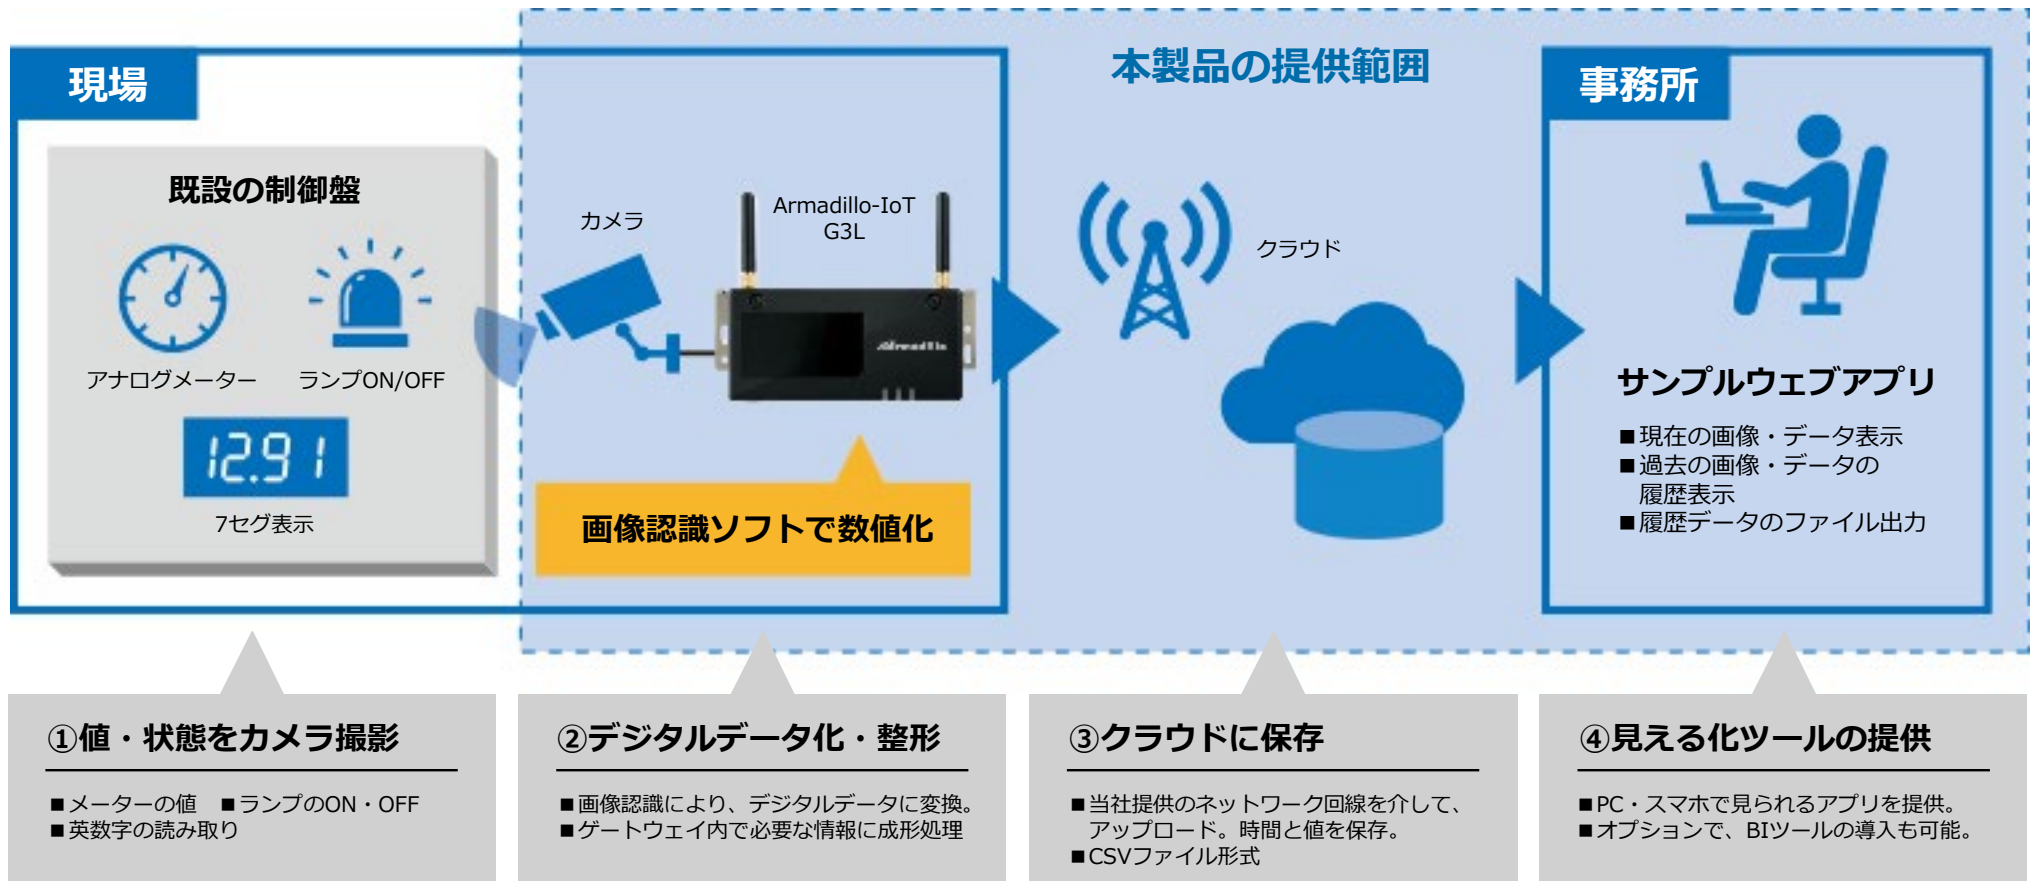 本製品の提供範囲
現場
既設の制御盤
アナログメーター
ランプON/OFF
12.91
7セグ表示
カメラ
Armadillo-IoT
G3L
Armadillo
画像認識ソフトで数値化
クラウド
事務所
サンプルウェブアプリ
■現在の画像・データ表示
■過去の画像・データの
履歴表示
■履歴データのファイル出力
①値・状態をカメラ撮影
■メーターの値 ■ランプのON・OFF
■英数字の読み取り
②デジタルデータ化・整形
■画像認識により、デジタルデータに変換。
■ゲートウェイ内で必要な情報に成形処理
③クラウドに保存
■当社提供のネットワーク回線を介して、
アップロード。時間と値を保存。
■CSVファイル形式
④見える化ツールの提供
■PC・スマホで見られるアプリを提供。
■オプションで、BIツールの導入も可能。